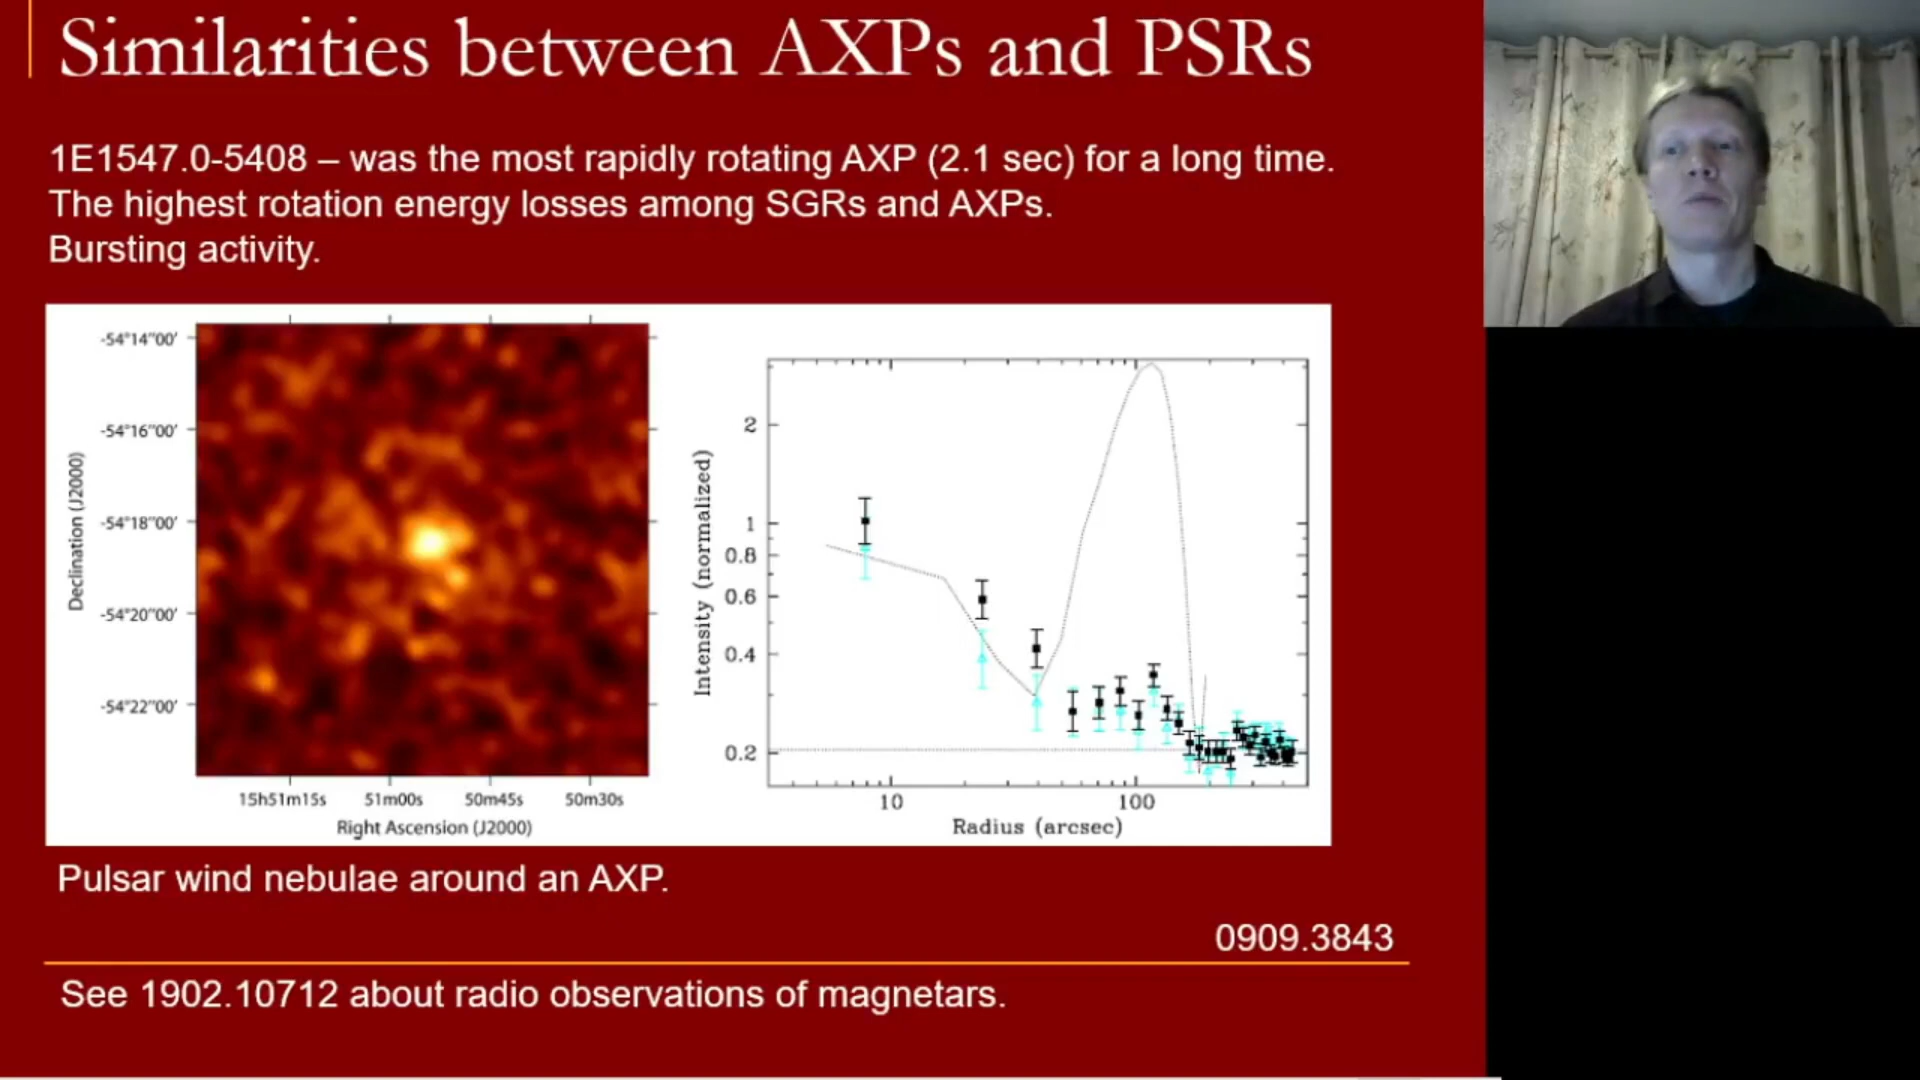 Similarities between AXPs and PSRs
1E1547.0-5408 – was the most rapidly rotating AXP (2.1 sec) for a long time.
The highest rotation energy losses among SGRs and AXPs.
Bursting activity.
-54°14"00'
-54°16"00'
-54°18"00'
-54°20"00'
-54°22"00'
Declination (J2000)
15h51m15s 51m00s 50m45s 50m30s
Right Ascension (J2000)
Intensity (normalized)
2
1
0.8
0.6
0.4
0.2
10 100
Radius (arcsec)
Pulsar wind nebulae around an AXP.
0909.3843
See 1902.10712 about radio observations of magnetars.